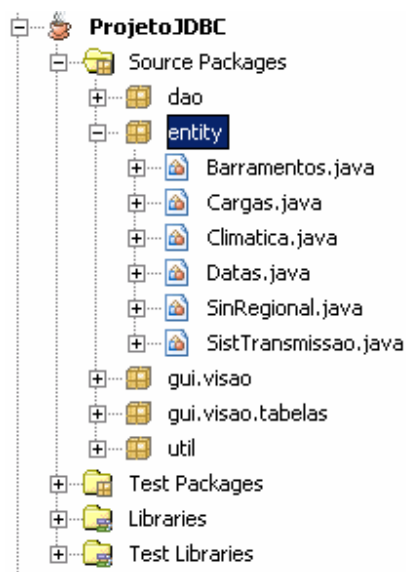 ProjetoJDBC
Source Packages
dao
entity
Barramentos.java
Cargas.java
Climatica.java
Datas.java
SinRegional.java
SistTransmissao.java
gui.visao
gui.visao.tabelas
util
Test Packages
Libraries
Test Libraries